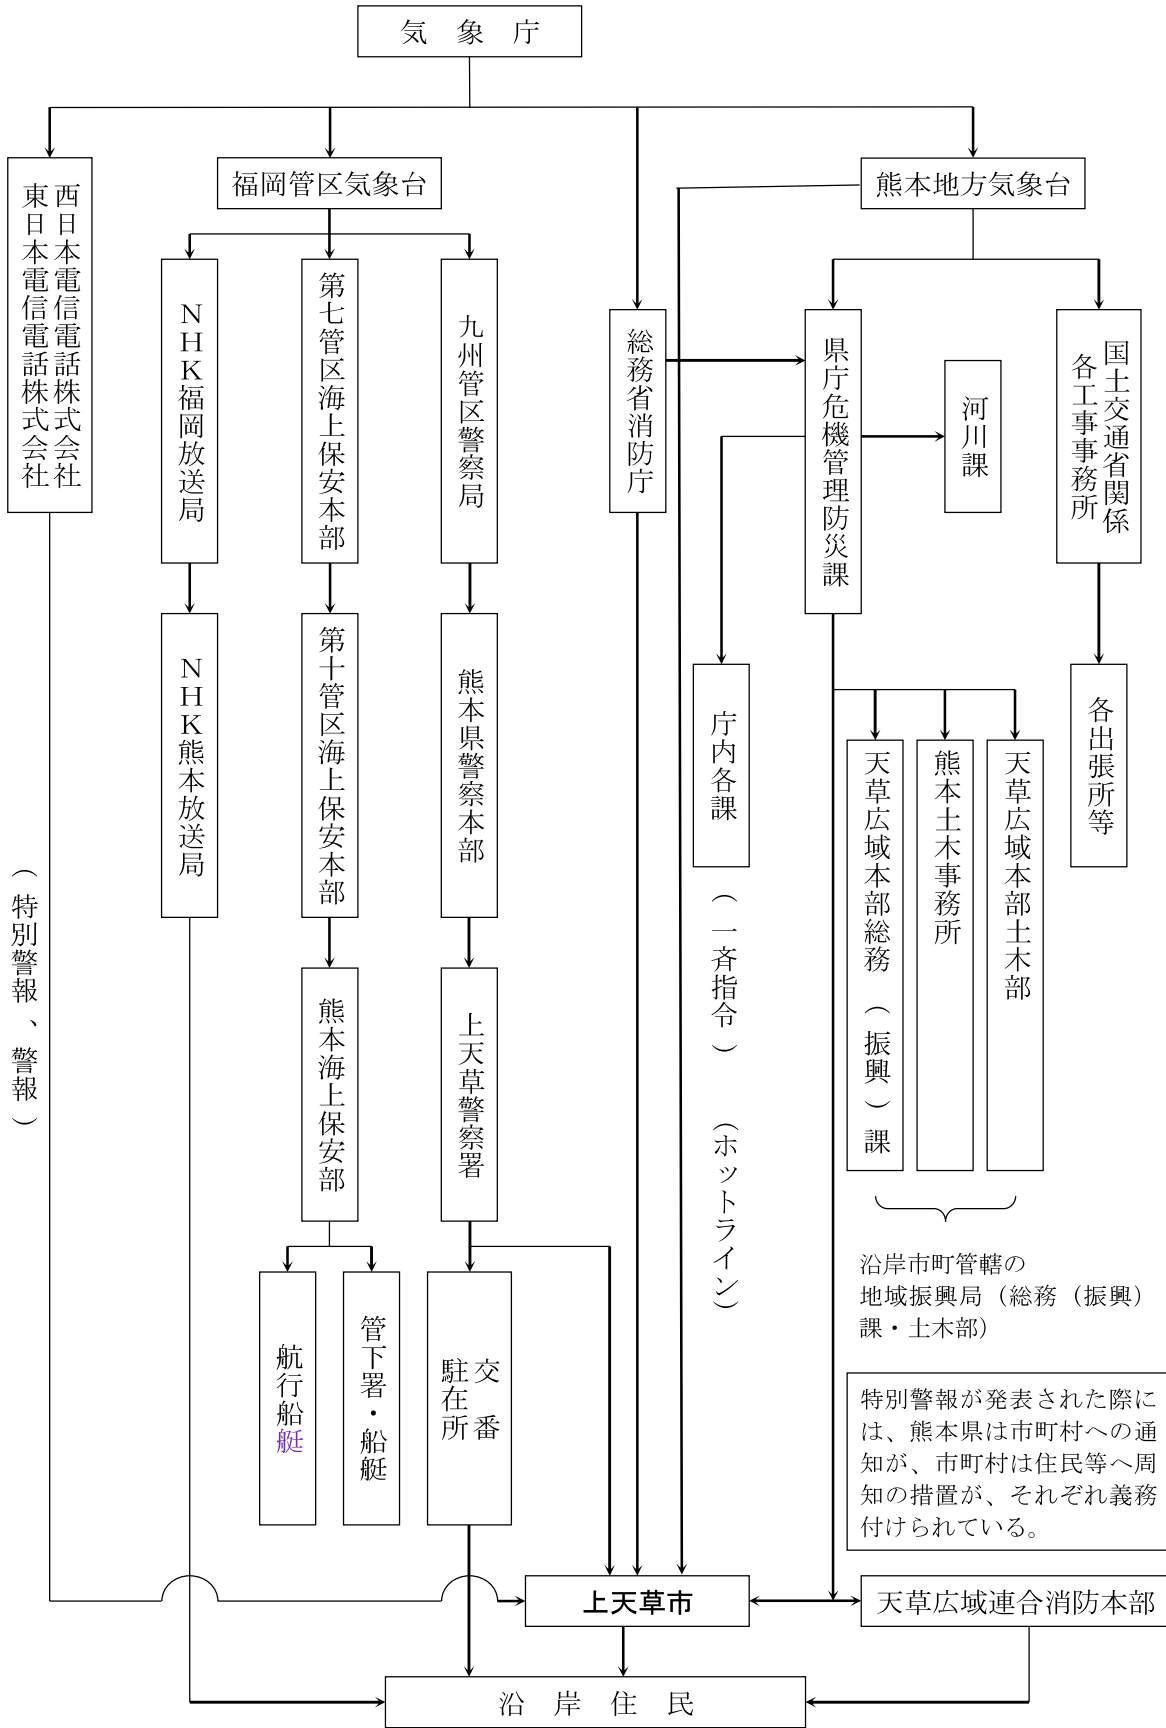 気　象　庁
西日本電信電話株式会社
東日本電信電話株式会社
福岡管区気象台
熊本地方気象台
ＮＨＫ福岡放送局
第七管区海上保安本部
九州管区警察局
総務省消防庁
県庁危機管理防災課
河川課
国土交通省関係
各工事事務所
ＮＨＫ熊本放送局
第十管区海上保安本部
熊本県警察本部
庁内各課
（一斉指令）
（ホットライン）
天草広域本部総務（振興）課
熊本土木事務所
天草広域本部土木部
各出張所等
（特別警報、警報）
熊本海上保安部
上天草警察署
沿岸市町管轄の
地域振興局（総務（振興）
課・土木部）
航行船艇
管下署・船艇
交　番
駐在所
特別警報が発表された際に
は、熊本県は市町村への通
知が、市町村は住民等へ周
知の措置が、それぞれ義務
付けられている。
上天草市
天草広域連合消防本部
沿　岸　住　民